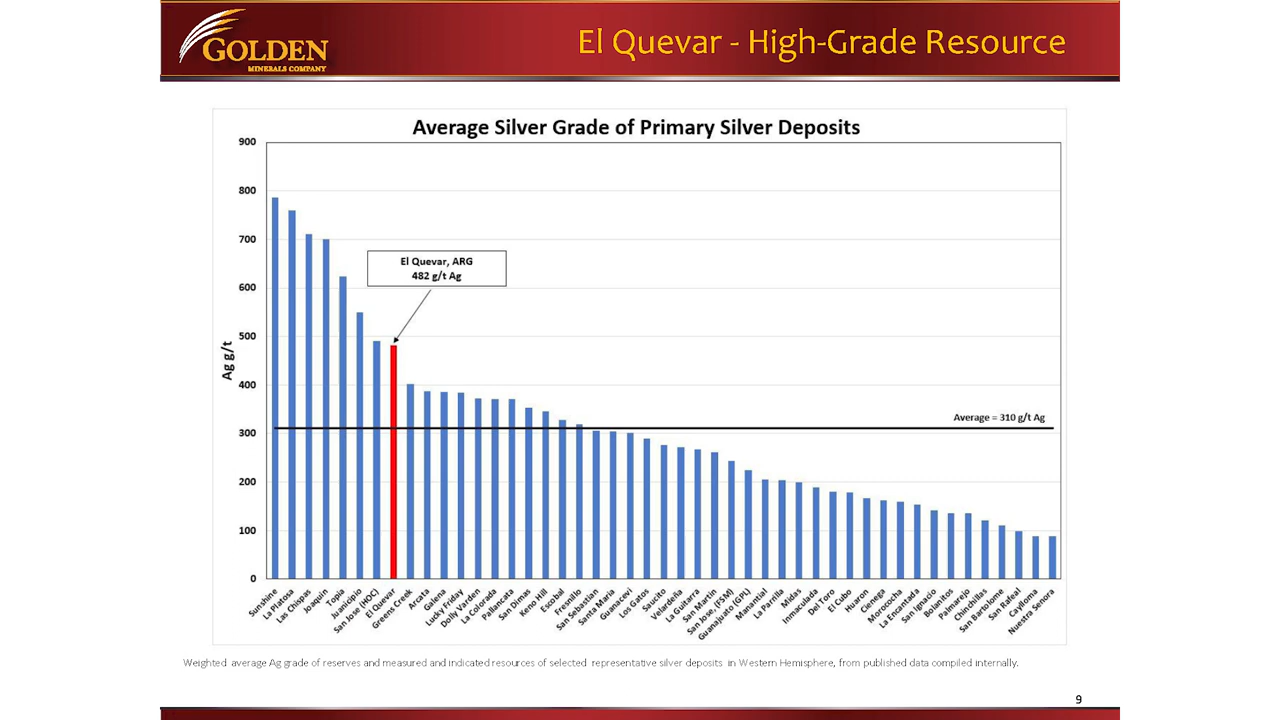 GOLDEN
MINERALS COMPANY
El Quevar - High-Grade Resource
Average Silver Grade of Primary Silver Deposits
900
800
700
600
500
400
300
200
100
0
Ag g/t
El Quevar, ARG
482 g/t Ag
Average = 310 g/t Ag
Sunshine
La Platosa
Las Chispas
Joaquin
Topia
Juanicipio
San Jose (HOC)
El Quevar
Greens Creek
Arcata
Galena
Lucky Friday
Dolly Varden
La Colorada
Pallancata
San Dimas
Keno Hill
Escobal
Fresnillo
San Sebastian
Santa Maria
Guanacevi
Los Gatos
Saucito
Velardeña
La Guitarra
San Martin
San Jose, (FSM)
Guanajuato (GPL)
Manantial
La Parrilla
Midas
Inmaculada
Del Toro
El Cubo
Huaron
Cienega
Morococha
La Encantada
San Ignacio
Bolanitos
Palmarejo
Chinchillas
San Bartolome
San Rafeal
Caylloma
Nuestra Senora
Weighted average Ag grade of reserves and measured and indicated resources of selected representative silver deposits in Western Hemisphere, from published data compiled internally.
9